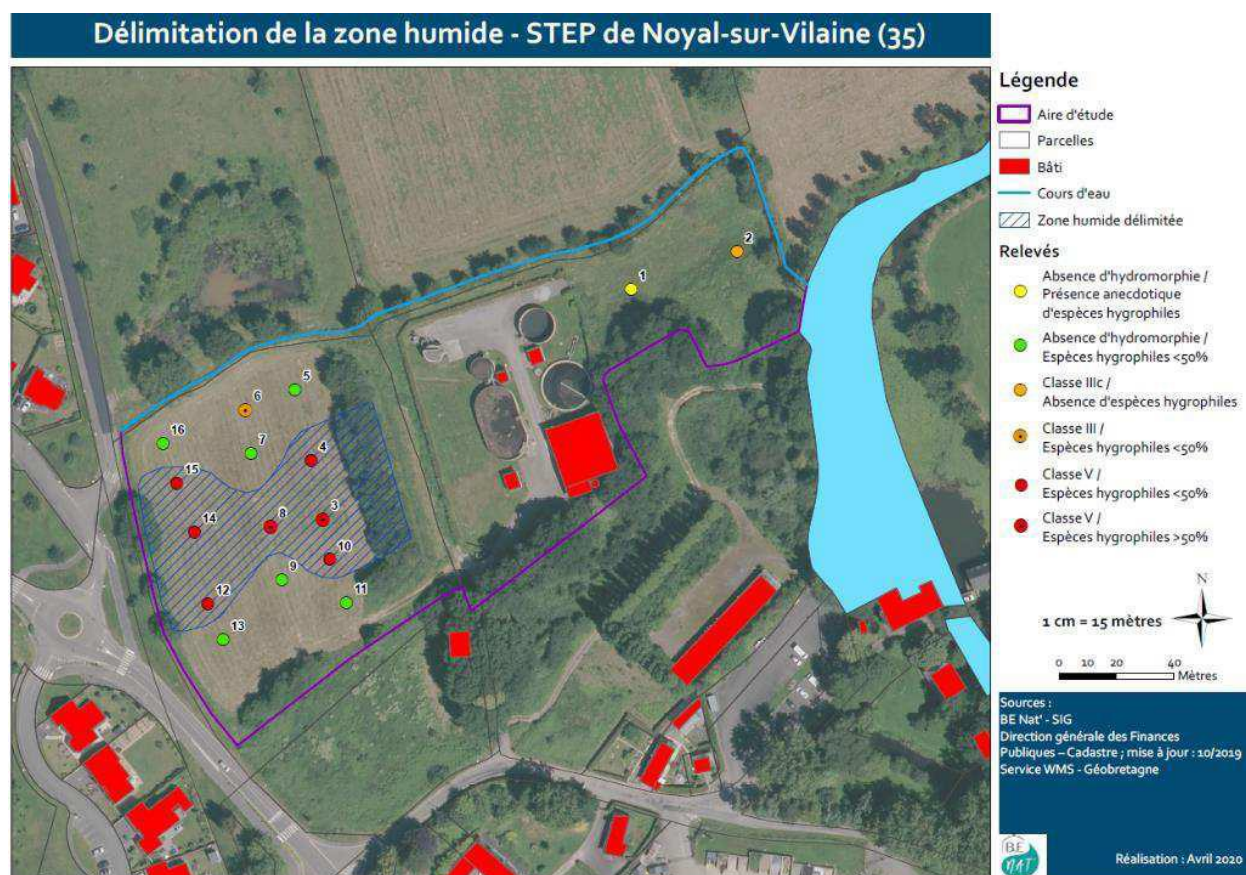 Délimitation de la zone humide - STEP de Noyal-sur-Vilaine (35)
Légende
Aire d'étude
Parcelles
Bâti
Cours d'eau
Zone humide délimitée
Relevés
Absence d'hydromorphie /
Présence anecdotique
d'espèces hygrophiles
Absence d'hydromorphie /
Espèces hygrophiles <50%
Classe IIIc /
Absence d'espèces hygrophiles
Classe III /
Espèces hygrophiles <50%
Classe V /
Espèces hygrophiles <50%
Classe V /
Espèces hygrophiles >50%
N
1 cm = 15 mètres
0 10 20 40
Mètres
Sources :
BE Nat' - SIG
Direction générale des Finances
Publiques – Cadastre ; mise à jour : 10/2019
Service WMS - Géobretagne
B.E
NAT'
Réalisation : Avril 2020
2
1
5
6
16
7
4
15
3
8
14
10
9
11
12
13